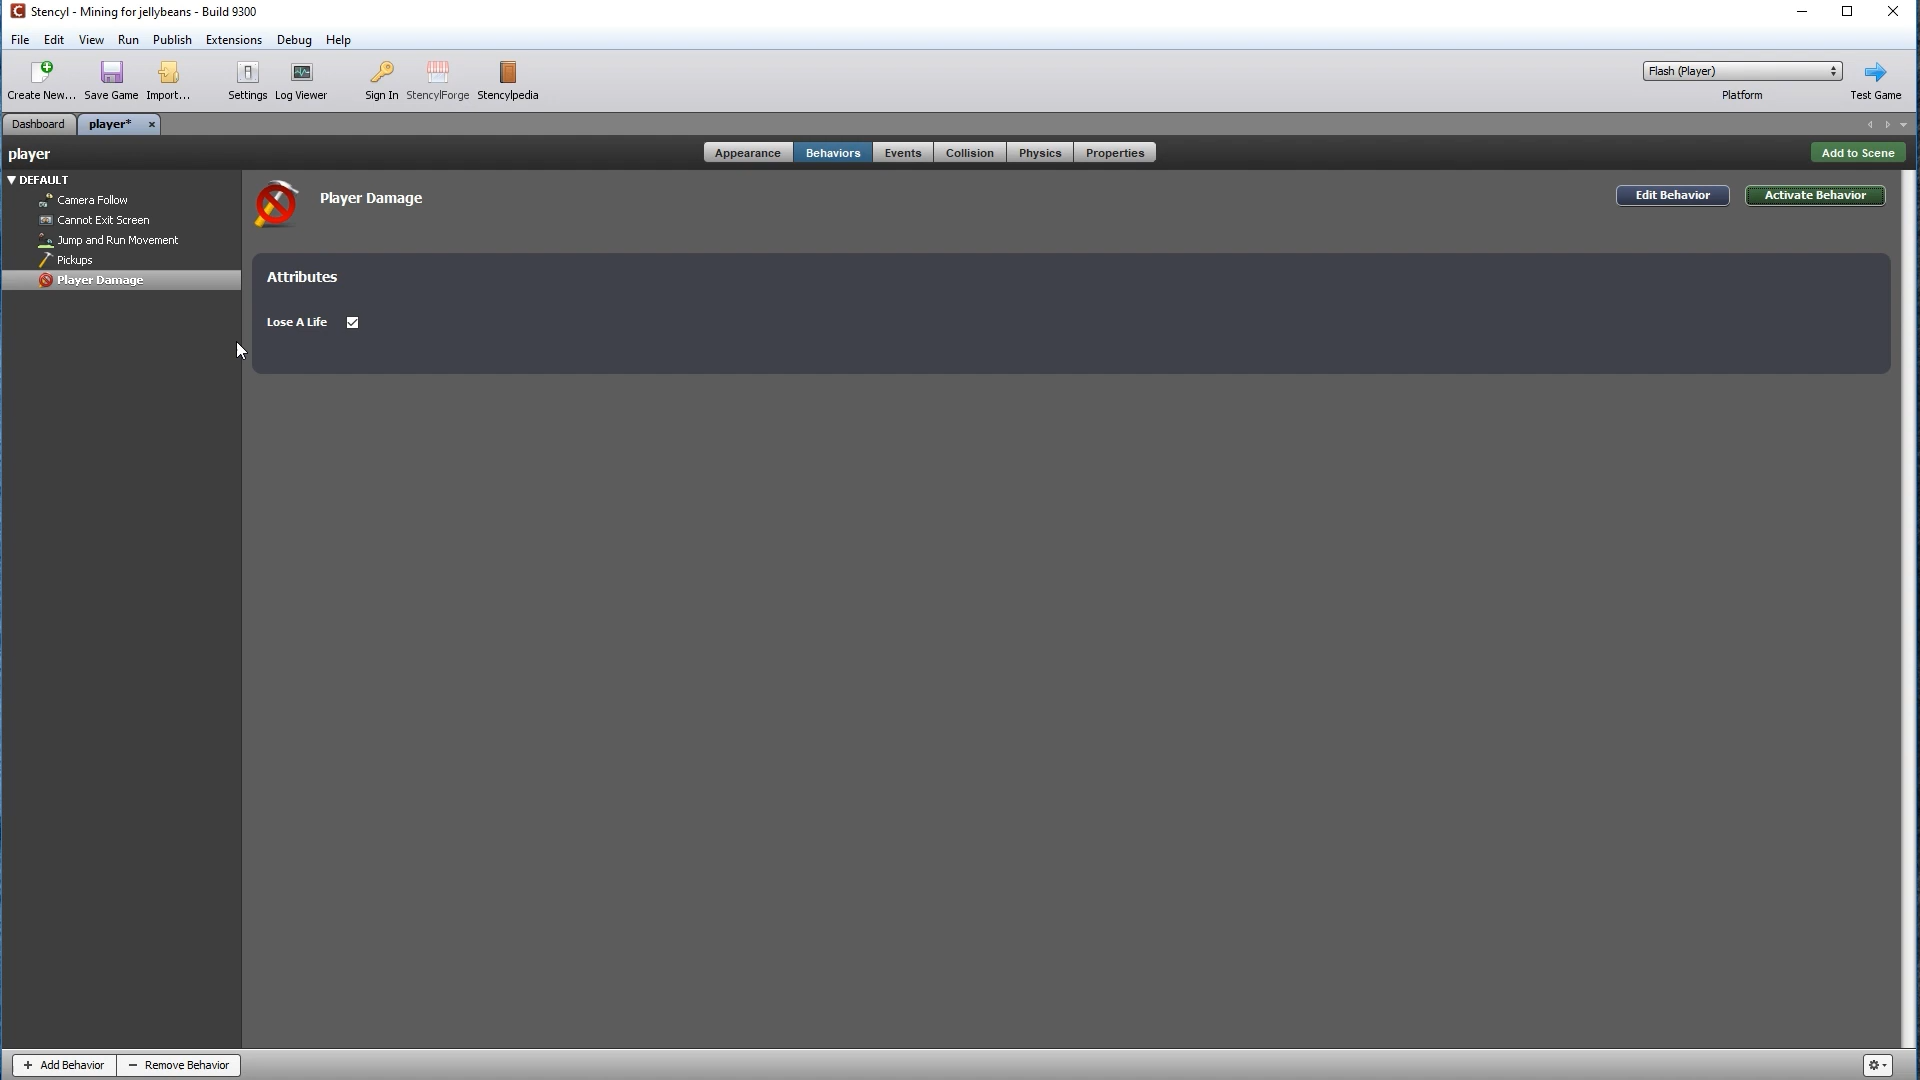 Stencyl - Mining for jellybeans - Build 9300
File Edit View Run Publish Extensions Debug Help
Create New... Save Game Import... Settings Log Viewer Sign In StencylForge Stencylpedia Flash (Player) Platform Test Game
Dashboard player* ×
player Appearance Behaviors Events Collision Physics Properties Add to Scene
DEFAULT
Camera Follow
Cannot Exit Screen
Jump and Run Movement
Pickups
Player Damage
Player Damage Edit Behavior Activate Behavior
Attributes
Lose A Life
+ Add Behavior − Remove Behavior